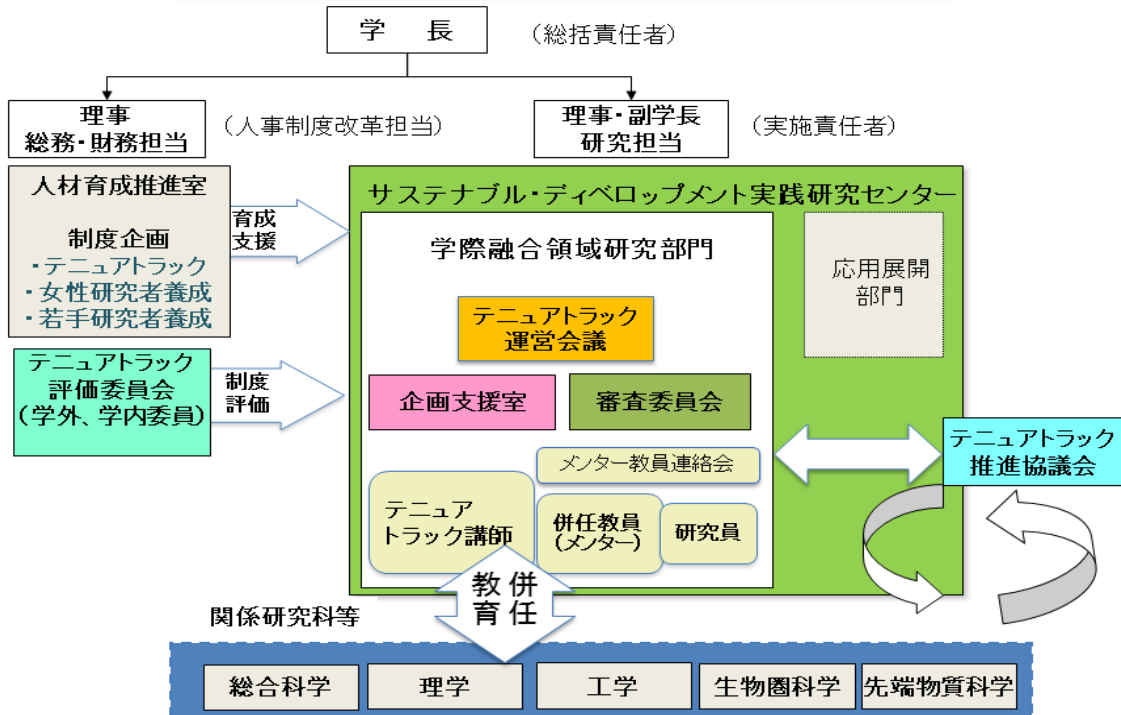 学　長
（総括責任者）
理事
総務・財務担当
（人事制度改革担当）
理事・副学長
研究担当
（実施責任者）
人材育成推進室
制度企画
・テニュアトラック
・女性研究者養成
・若手研究者養成
育成
支援
サステナブル・ディベロップメント実践研究センター
学際融合領域研究部門
応用展開
部門
テニュアトラック
運営会議
テニュアトラック
評価委員会
（学外、学内委員）
制度
評価
企画支援室
審査委員会
テニュアトラック
推進協議会
メンター教員連絡会
テニュア
トラック講師
併任教員
（メンター）
研究員
併任
教育
関係研究科等
総合科学
理学
工学
生物圏科学
先端物質科学